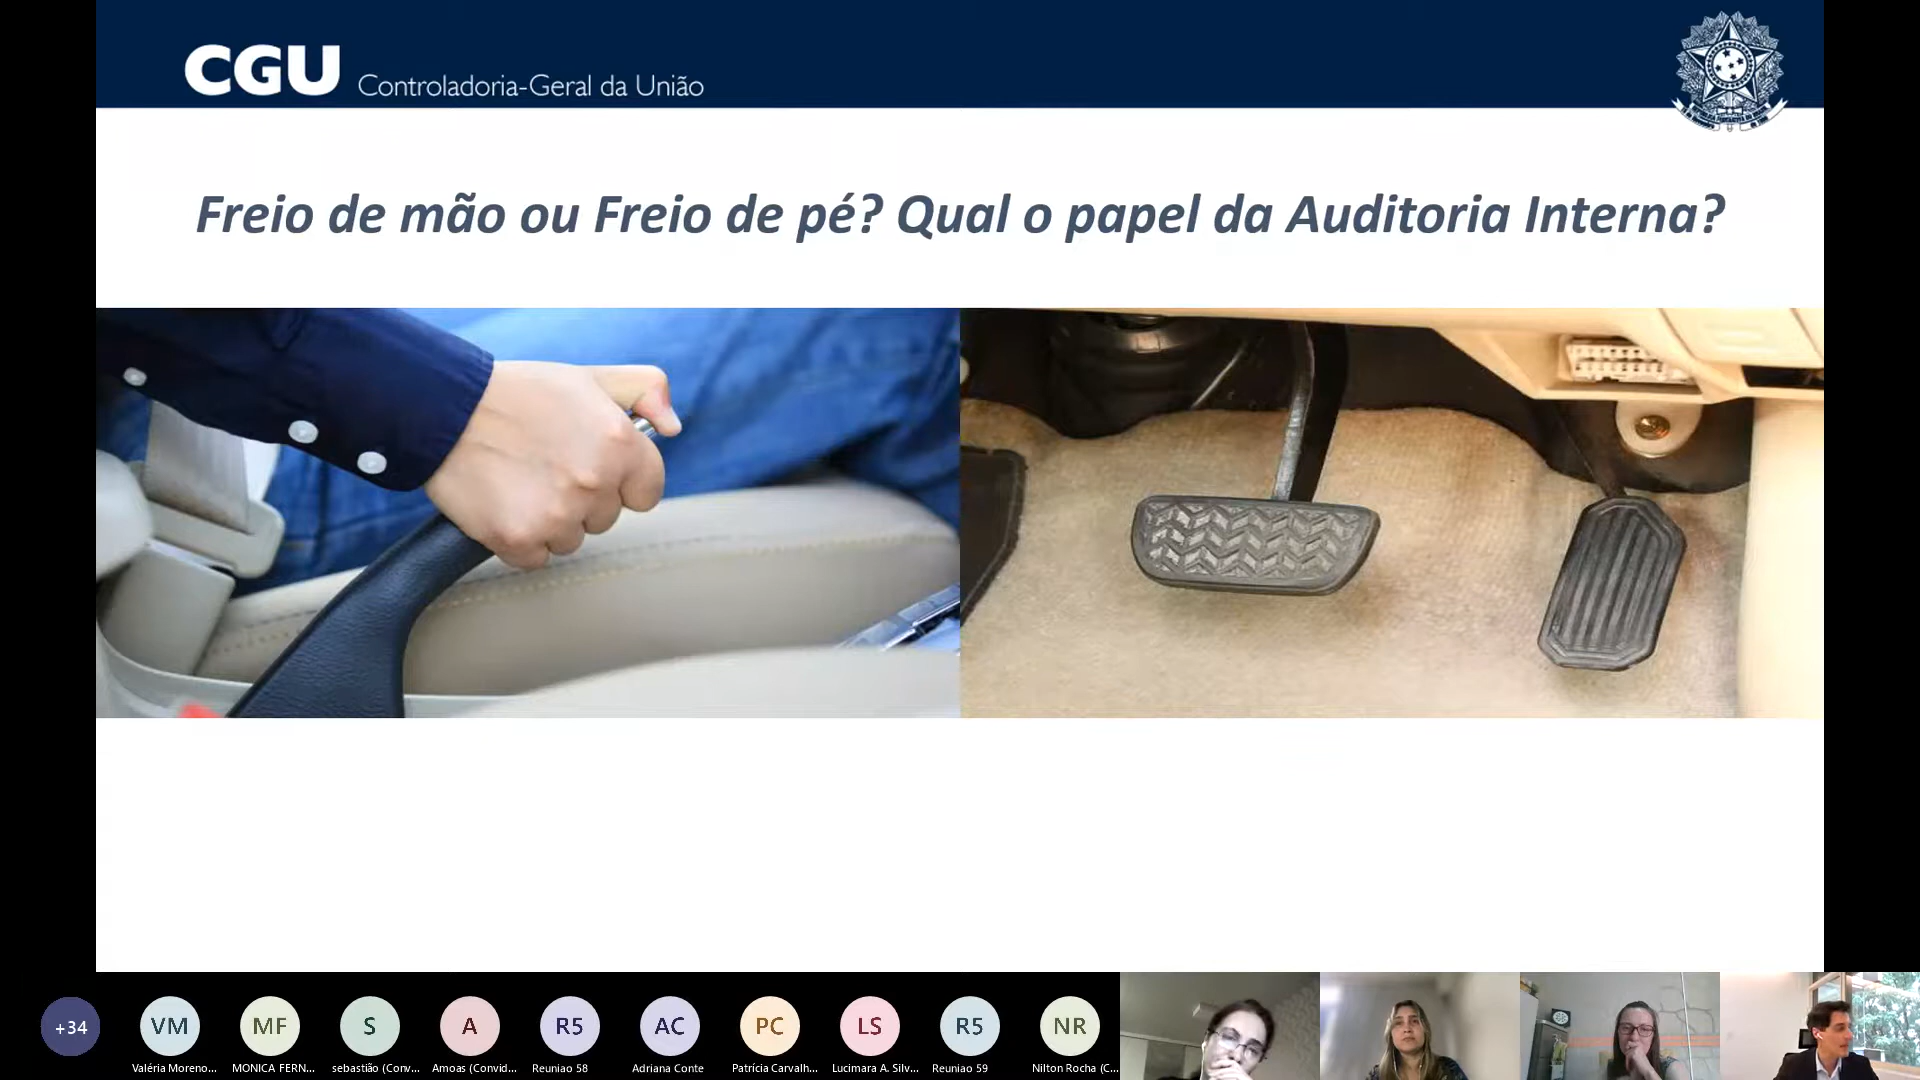 CGU Controladoria-Geral da União
Freio de mão ou Freio de pé? Qual o papel da Auditoria Interna?
+34
VM
MF
S
A
R5
AC
PC
LS
R5
NR
Valéria Moreno...
MONICA FERN...
sebastião (Conv...
Amoas (Convid...
Reuniao 58
Adriana Conte
Patrícia Carvalh...
Lucimara A. Silv...
Reuniao 59
Nilton Rocha (C...